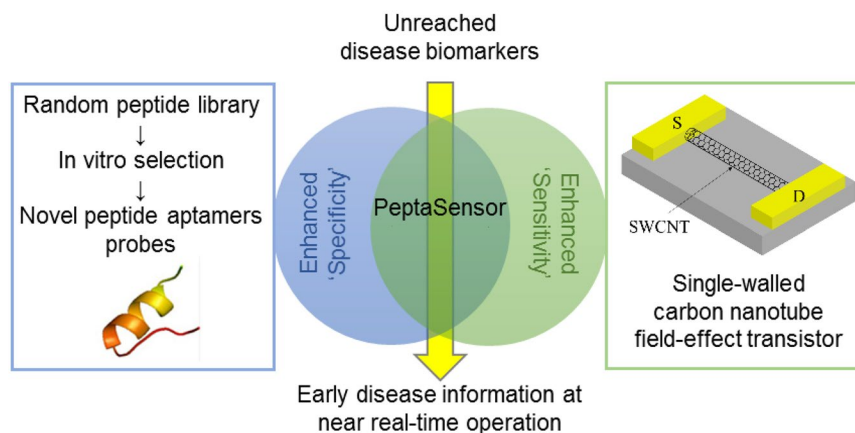 Unreached
disease biomarkers
Random peptide library
↓
In vitro selection
↓
Novel peptide aptamers
probes
Enhanced
'Specificity'
PeptaSensor
Enhanced
'Sensitivity'
S
D
SWCNT
Single-walled
carbon nanotube
field-effect transistor
Early disease information at
near real-time operation